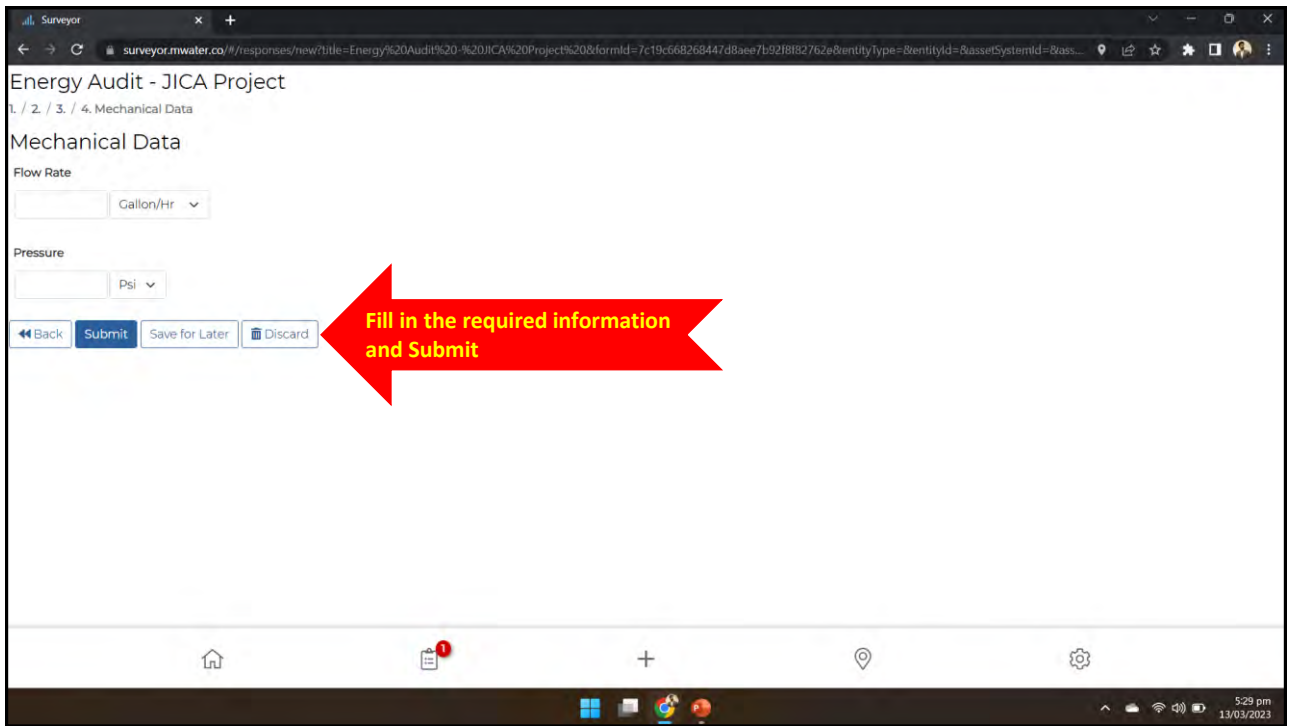 Surveyor
surveyor.mwater.co/#/responses/new?title=Energy%20Audit%20-%20JICA%20Project%20&formId=7c19c668268447d8aee7b92f8f82762e&entityType=&entityId=&assetSystemId=&ass...
Energy Audit - JICA Project
1. / 2. / 3. / 4. Mechanical Data
Mechanical Data
Flow Rate
Gallon/Hr
Pressure
Psi
Back Submit Save for Later Discard
Fill in the required information
and Submit
1
5:29 pm
13/03/2023